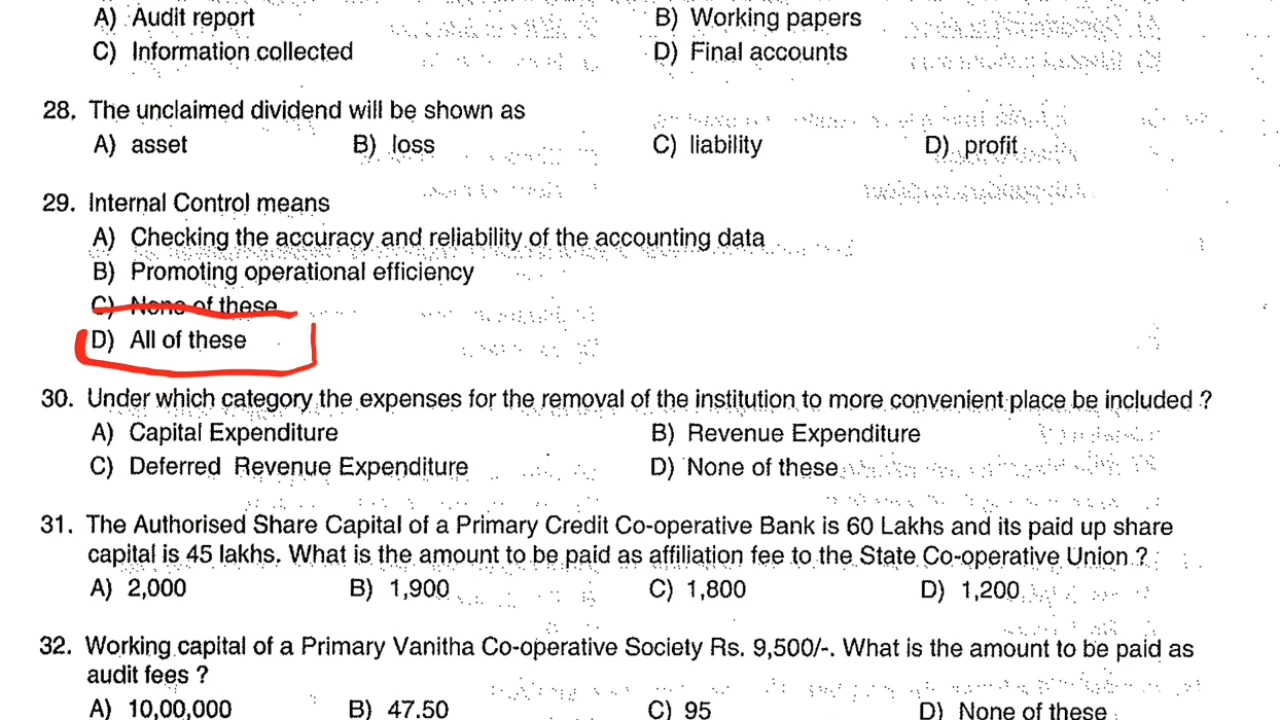 A) Audit report B) Working papers
C) Information collected D) Final accounts
28. The unclaimed dividend will be shown as
A) asset B) loss C) liability D) profit
29. Internal Control means
A) Checking the accuracy and reliability of the accounting data
B) Promoting operational efficiency
C) None of these
D) All of these
30. Under which category the expenses for the removal of the institution to more convenient place be included ?
A) Capital Expenditure B) Revenue Expenditure
C) Deferred Revenue Expenditure D) None of these
31. The Authorised Share Capital of a Primary Credit Co-operative Bank is 60 Lakhs and its paid up share
capital is 45 lakhs. What is the amount to be paid as affiliation fee to the State Co-operative Union ?
A) 2,000 B) 1,900 C) 1,800 D) 1,200
32. Working capital of a Primary Vanitha Co-operative Society Rs. 9,500/-. What is the amount to be paid as
audit fees ?
A) 10,00,000 B) 47.50 C) 95 D) None of these